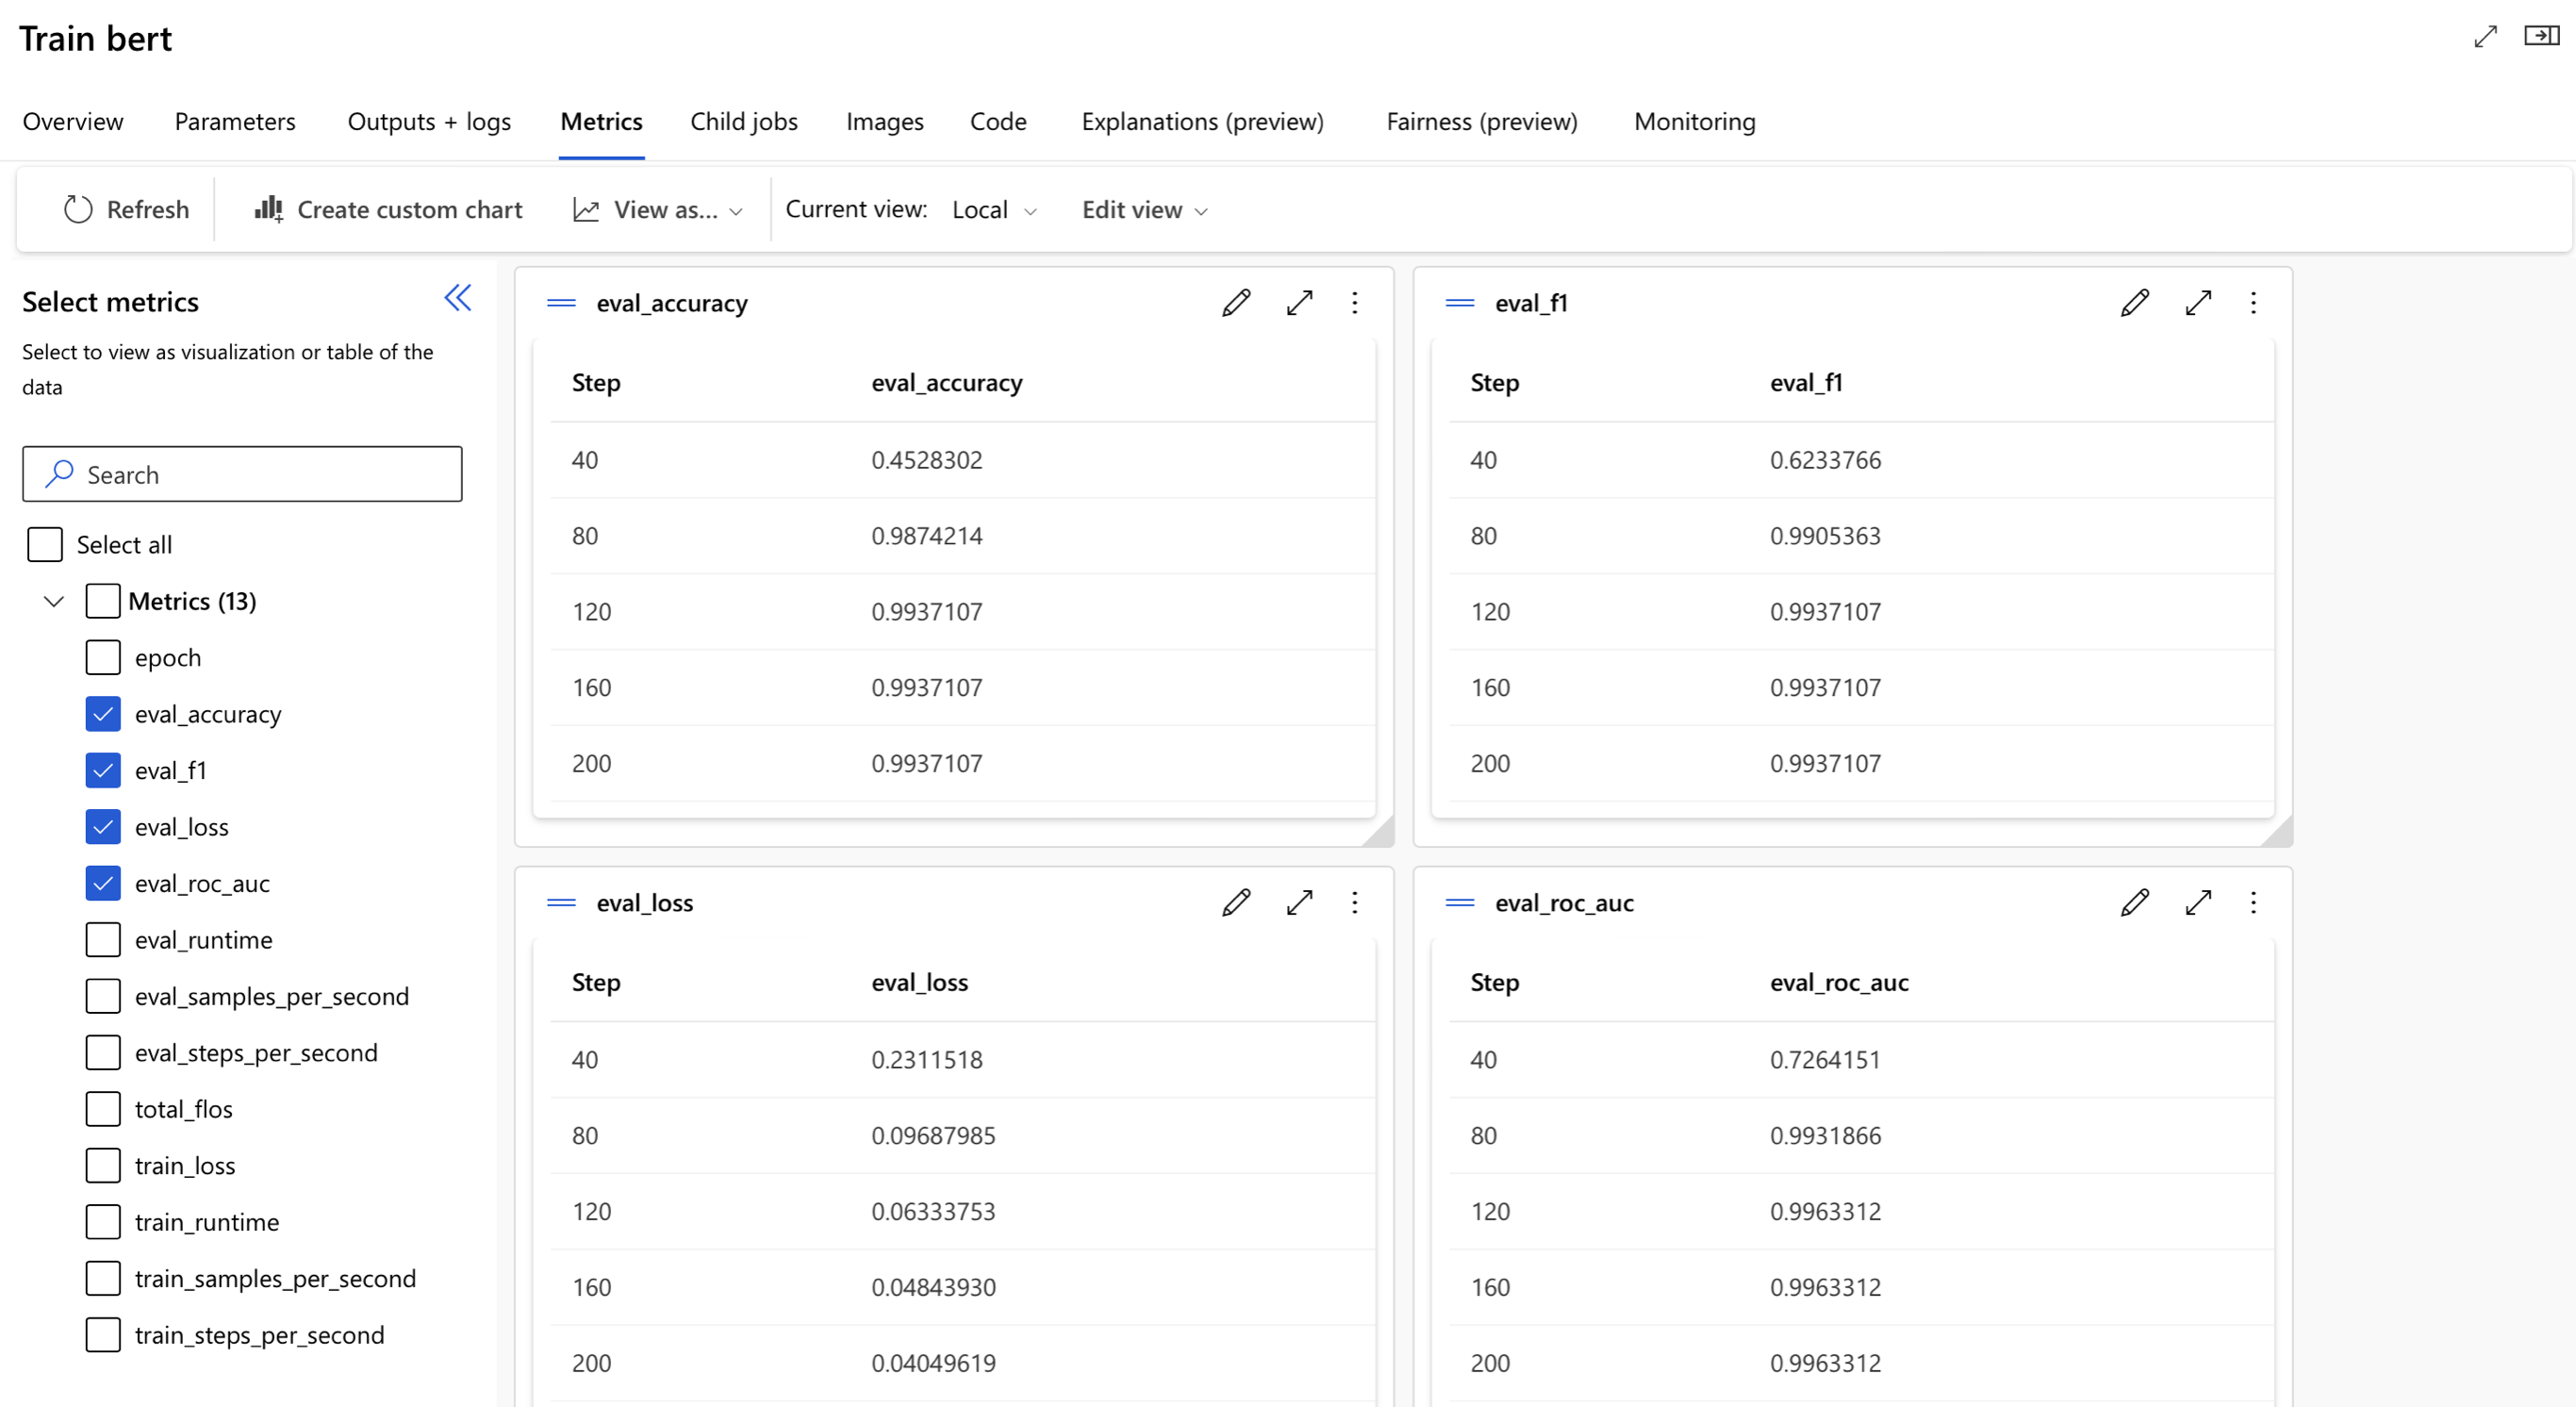 Train bert
Overview Parameters Outputs + logs Metrics Child jobs Images Code Explanations (preview) Fairness (preview) Monitoring
Refresh Create custom chart View as... Current view: Local Edit view
Select metrics
Select to view as visualization or table of the
data
Search
Select all
Metrics (13)
epoch
eval_accuracy
eval_f1
eval_loss
eval_roc_auc
eval_runtime
eval_samples_per_second
eval_steps_per_second
total_flos
train_loss
train_runtime
train_samples_per_second
train_steps_per_second
eval_accuracy
Step eval_accuracy
40 0.4528302
80 0.9874214
120 0.9937107
160 0.9937107
200 0.9937107
eval_f1
Step eval_f1
40 0.6233766
80 0.9905363
120 0.9937107
160 0.9937107
200 0.9937107
eval_loss
Step eval_loss
40 0.2311518
80 0.09687985
120 0.06333753
160 0.04843930
200 0.04049619
eval_roc_auc
Step eval_roc_auc
40 0.7264151
80 0.9931866
120 0.9963312
160 0.9963312
200 0.9963312